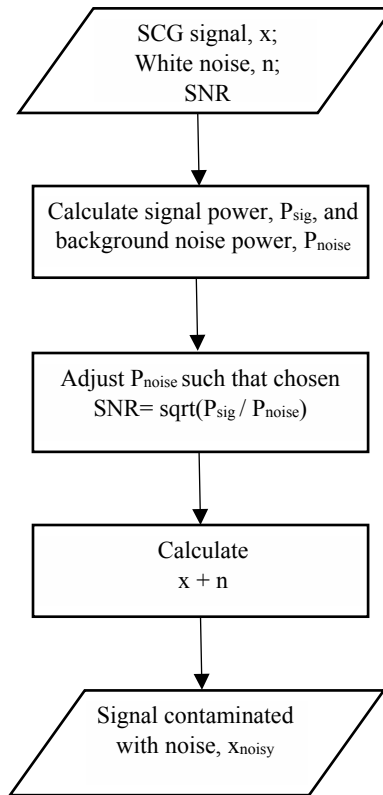 SCG signal, x;
White noise, n;
SNR
Calculate signal power, Psig, and
background noise power, Pnoise
Adjust Pnoise such that chosen
SNR= sqrt(Psig / Pnoise)
Calculate
x + n
Signal contaminated
with noise, xnoisy